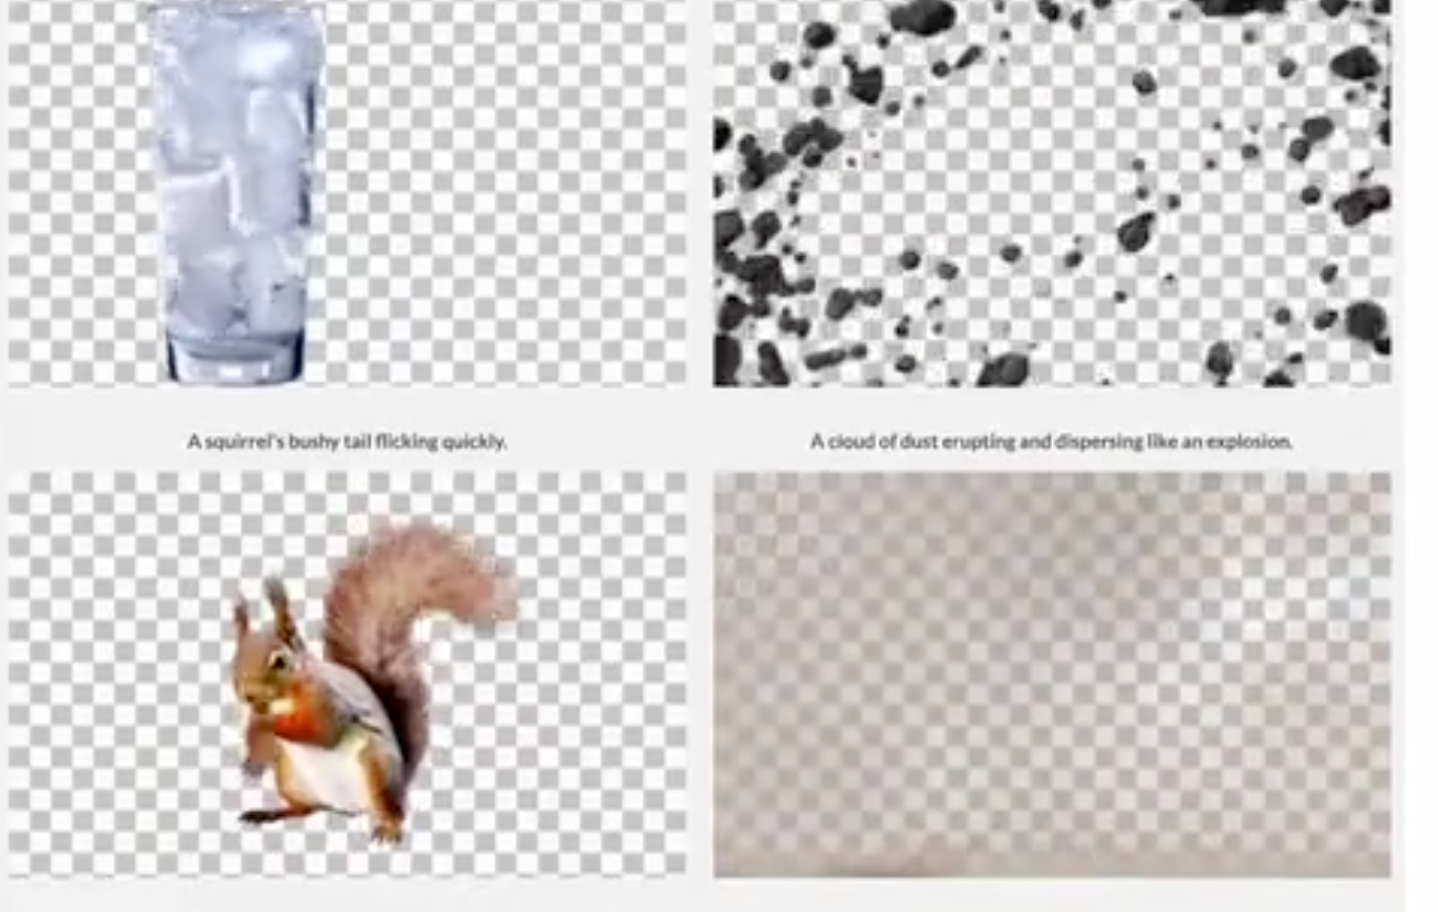 A squirrel's bushy tail flicking quickly.
A cloud of dust erupting and dispersing like an explosion.